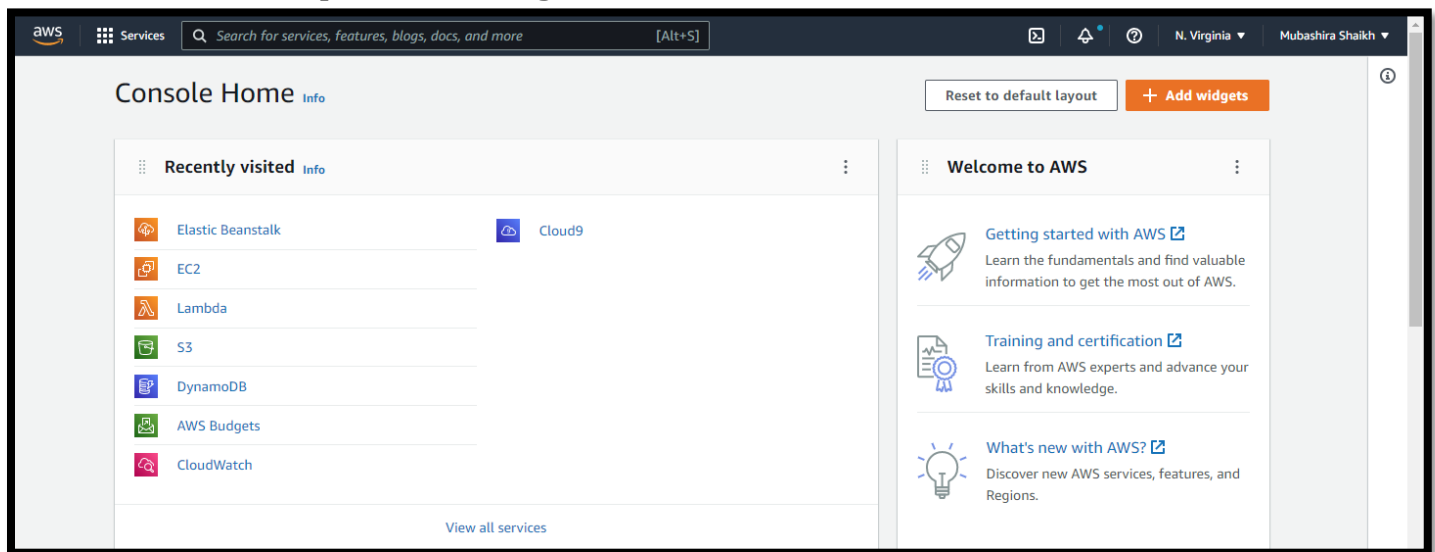 aws
Services
Search for services, features, blogs, docs, and more
[Alt+S]
N. Virginia ▼
Mubashira Shaikh ▼
Console Home Info
Reset to default layout
+ Add widgets
Recently visited Info
Elastic Beanstalk
EC2
Lambda
S3
DynamoDB
AWS Budgets
CloudWatch
Cloud9
View all services
Welcome to AWS
Getting started with AWS
Learn the fundamentals and find valuable
information to get the most out of AWS.
Training and certification
Learn from AWS experts and advance your
skills and knowledge.
What's new with AWS?
Discover new AWS services, features, and
Regions.